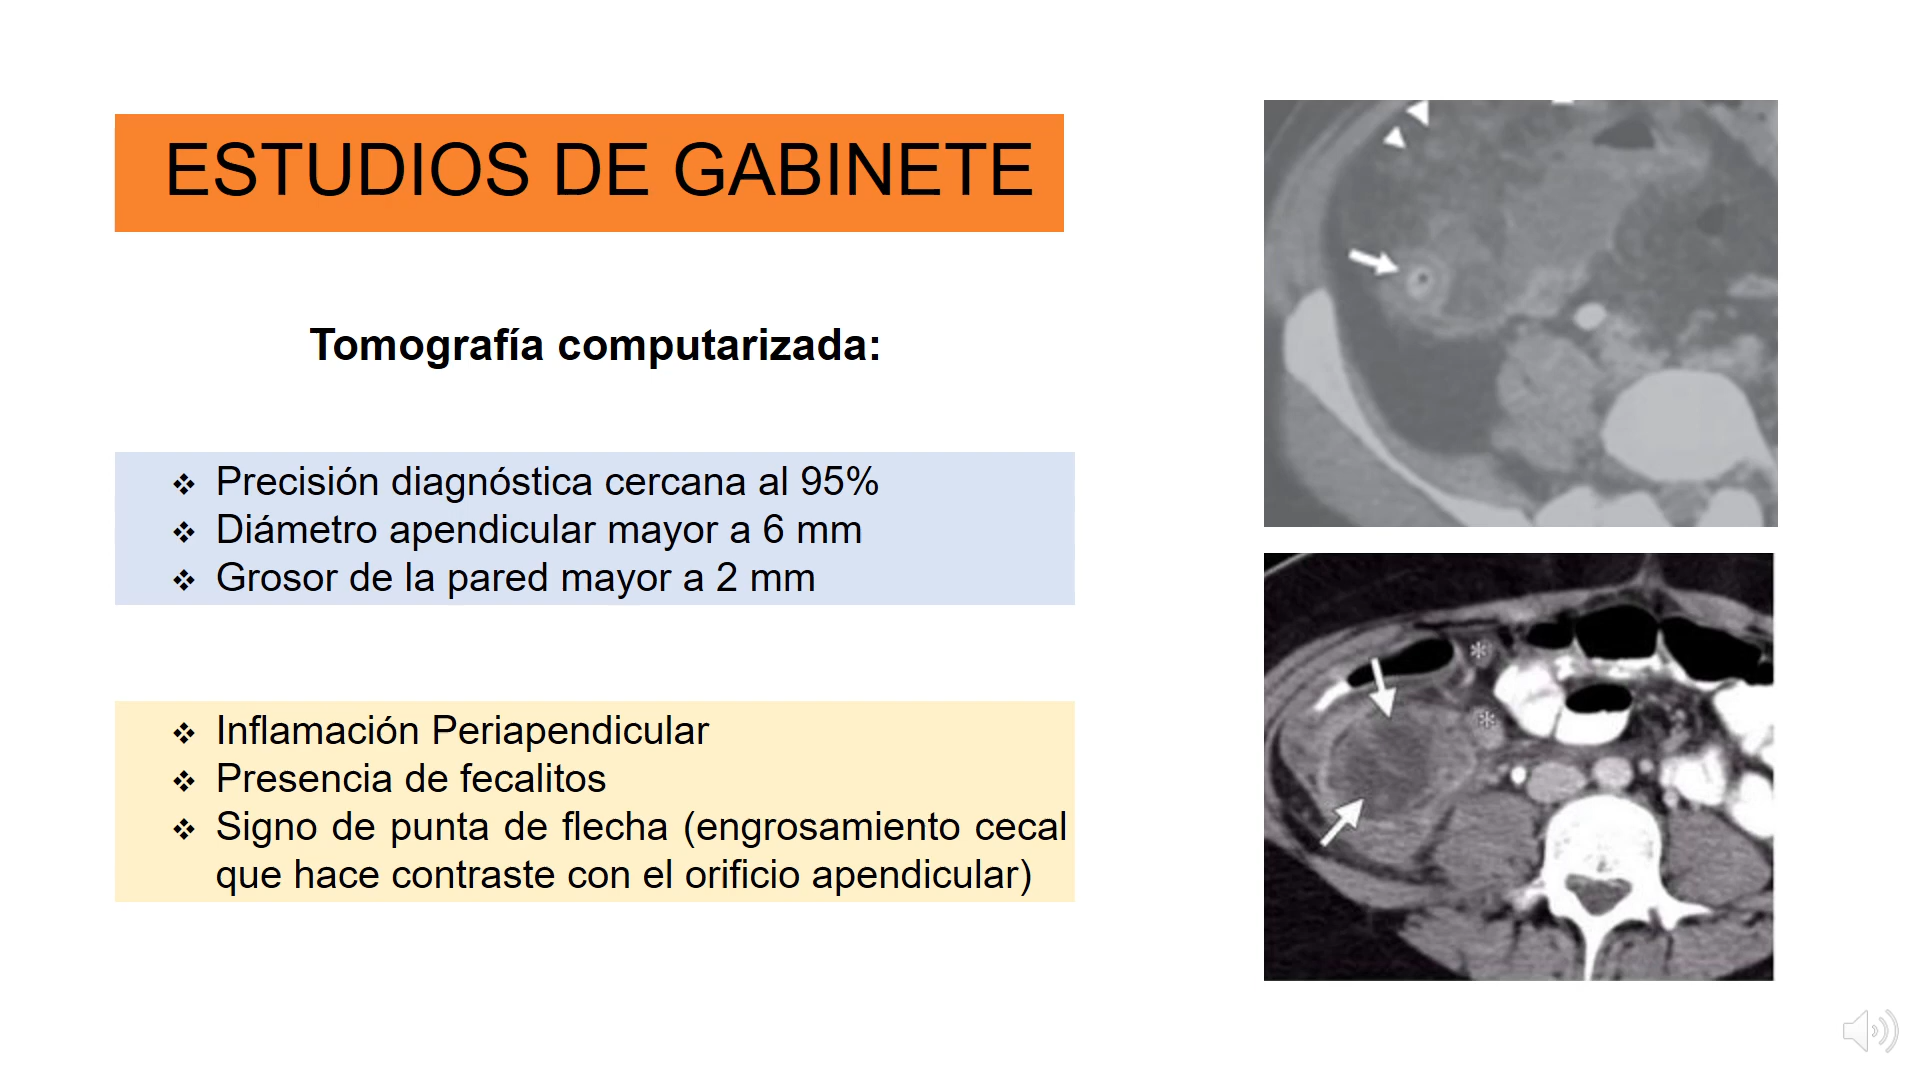 ESTUDIOS DE GABINETE
Tomografía computarizada:
❖ Precisión diagnóstica cercana al 95%
❖ Diámetro apendicular mayor a 6 mm
❖ Grosor de la pared mayor a 2 mm
❖ Inflamación Periapendicular
❖ Presencia de fecalitos
❖ Signo de punta de flecha (engrosamiento cecal
que hace contraste con el orificio apendicular)
*
*